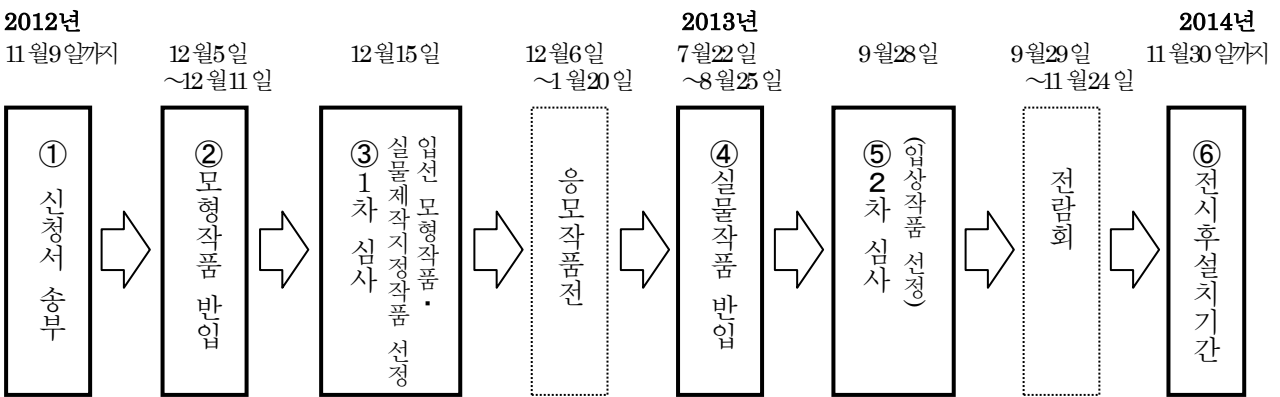 2012년
2013년
2014년
11월9일까지
12월5일
~12월11일
12월15일
12월6일
~1월20일
7월22일
~8월25일
9월28일
9월29일
~11월24일
11월30일까지
① 신청서 송부
②모형작품 반입
③1차 심사
입선 모형작품·
실물제작지정작품 선정
응모작품전
④실물작품 반입
⑤2차 심사
(입상작품 선정)
전람회
⑥전시후설치기간